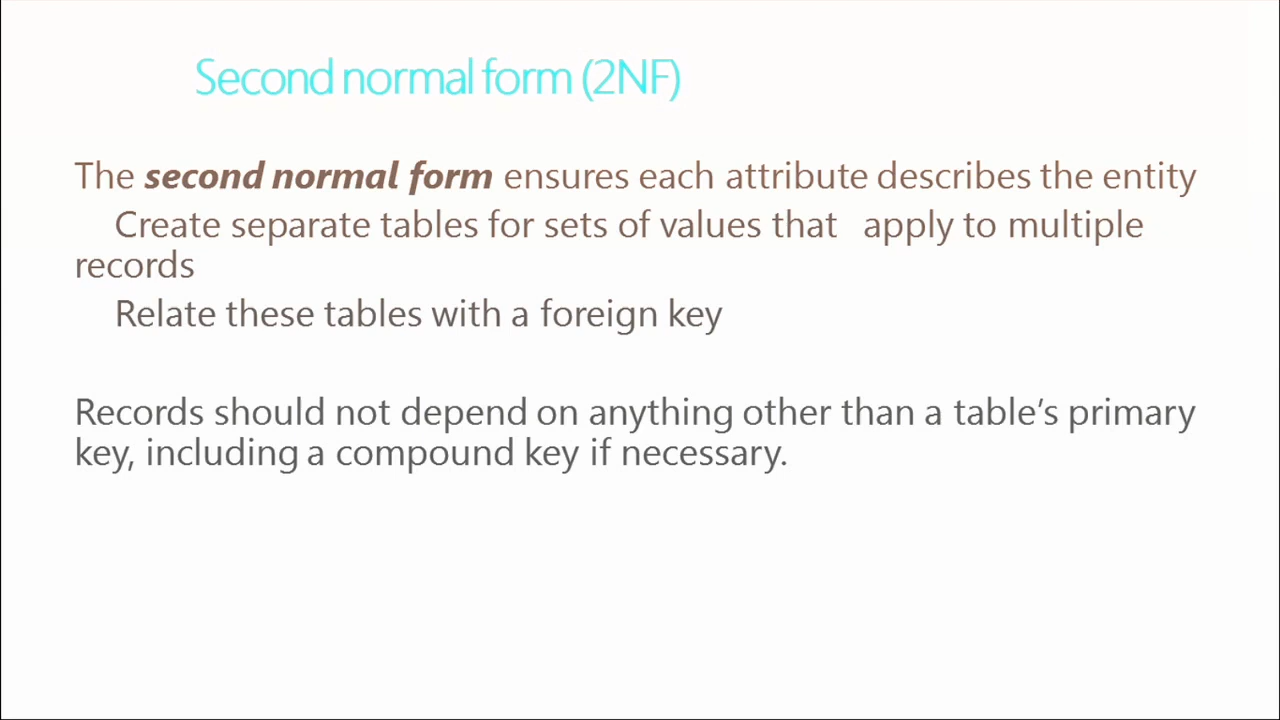 Second normal form (2NF)
The second normal form ensures each attribute describes the entity
Create separate tables for sets of values that apply to multiple
records
Relate these tables with a foreign key
Records should not depend on anything other than a table’s primary
key, including a compound key if necessary.